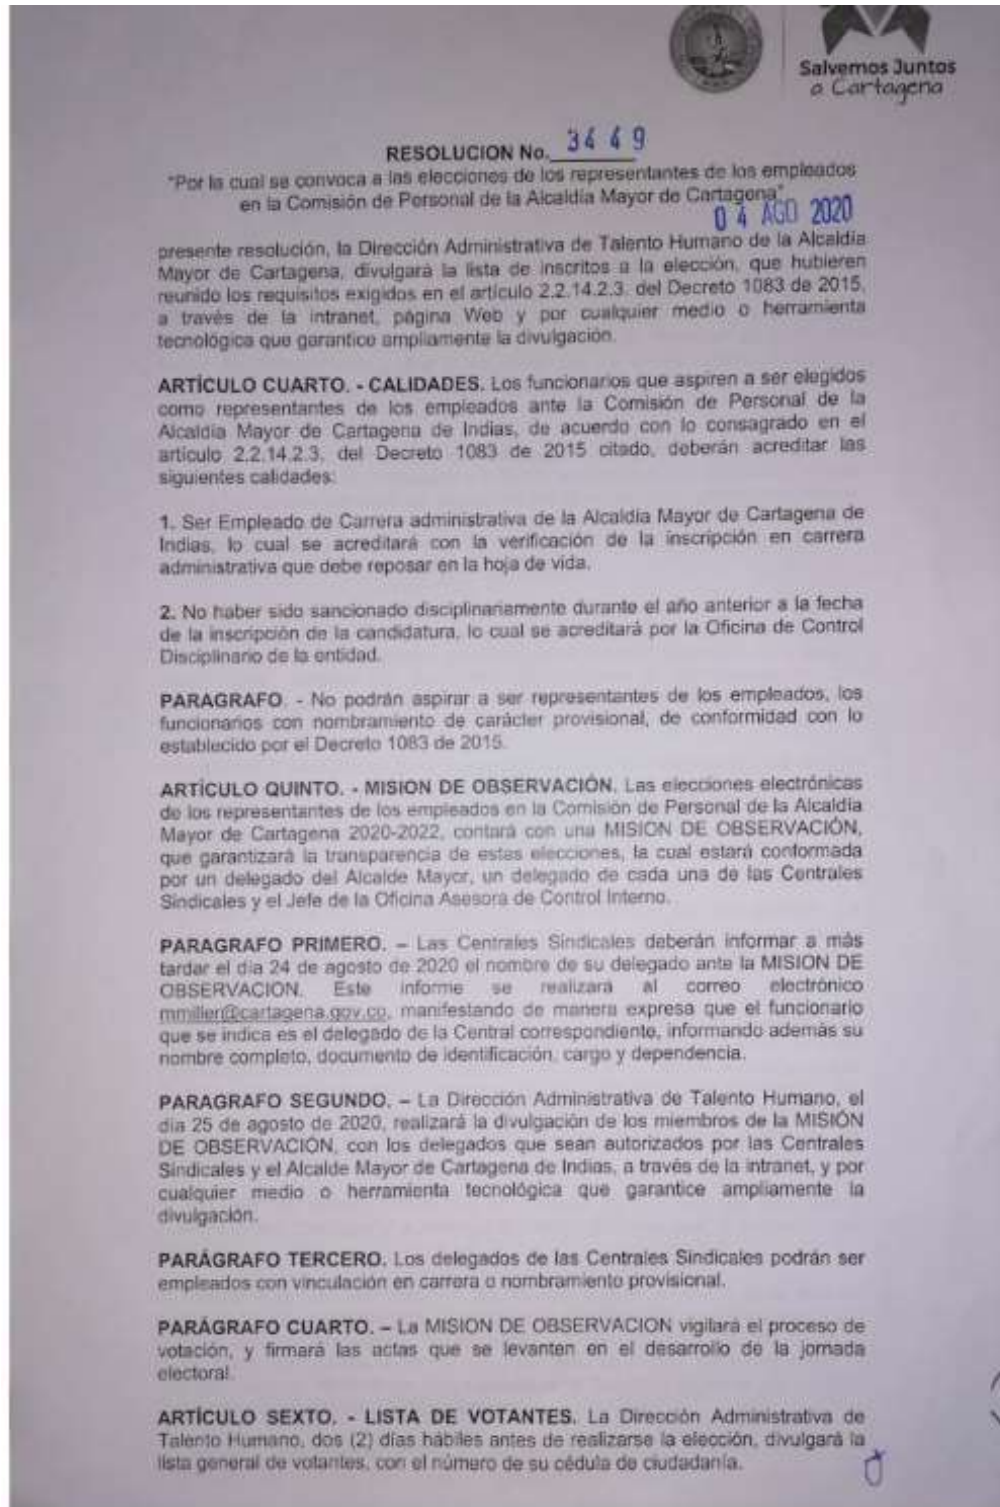 Salvemos Juntos
a Cartagena
RESOLUCION No. 3449
"Por la cual se convoca a las elecciones de los representantes de los empleados
en la Comisión de Personal de la Alcaldía Mayor de Cartagena"
04 AGO 2020
presente resolución, la Dirección Administrativa de Talento Humano de la Alcaldía
Mayor de Cartagena, divulgará la lista de inscritos a la elección, que hubieren
reunido los requisitos exigidos en el artículo 2.2.14.2.3. del Decreto 1083 de 2015,
a través de la intranet, página Web y por cualquier medio o herramienta
tecnológica que garantice ampliamente la divulgación.
ARTÍCULO CUARTO. - CALIDADES. Los funcionarios que aspiren a ser elegidos
como representantes de los empleados ante la Comisión de Personal de la
Alcaldía Mayor de Cartagena de Indias, de acuerdo con lo consagrado en el
artículo 2.2.14.2.3. del Decreto 1083 de 2015 citado, deberán acreditar las
siguientes calidades:
1. Ser Empleado de Carrera administrativa de la Alcaldía Mayor de Cartagena de
Indias, lo cual se acreditará con la verificación de la inscripción en carrera
administrativa que debe reposar en la hoja de vida.
2. No haber sido sancionado disciplinariamente durante el año anterior a la fecha
de la inscripción de la candidatura, lo cual se acreditará por la Oficina de Control
Disciplinario de la entidad.
PARAGRAFO. - No podrán aspirar a ser representantes de los empleados, los
funcionarios con nombramiento de carácter provisional, de conformidad con lo
establecido por el Decreto 1083 de 2015.
ARTÍCULO QUINTO. - MISION DE OBSERVACIÓN. Las elecciones electrónicas
de los representantes de los empleados en la Comisión de Personal de la Alcaldía
Mayor de Cartagena 2020-2022, contará con una MISION DE OBSERVACIÓN,
que garantizará la transparencia de estas elecciones, la cual estará conformada
por un delegado del Alcalde Mayor, un delegado de cada una de las Centrales
Sindicales y el Jefe de la Oficina Asesora de Control Interno.
PARAGRAFO PRIMERO. – Las Centrales Sindicales deberán informar a más
tardar el día 24 de agosto de 2020 el nombre de su delegado ante la MISION DE
OBSERVACION. Este informe se realizará al correo electrónico
mmiller@cartagena.gov.co, manifestando de manera expresa que el funcionario
que se indica es el delegado de la Central correspondiente, informando además su
nombre completo, documento de identificación, cargo y dependencia.
PARAGRAFO SEGUNDO. – La Dirección Administrativa de Talento Humano, el
día 25 de agosto de 2020, realizará la divulgación de los miembros de la MISIÓN
DE OBSERVACIÓN, con los delegados que sean autorizados por las Centrales
Sindicales y el Alcalde Mayor de Cartagena de Indias, a través de la intranet, y por
cualquier medio o herramienta tecnológica que garantice ampliamente la
divulgación.
PARÁGRAFO TERCERO. Los delegados de las Centrales Sindicales podrán ser
empleados con vinculación en carrera o nombramiento provisional.
PARÁGRAFO CUARTO. – La MISION DE OBSERVACION vigilará el proceso de
votación, y firmará las actas que se levanten en el desarrollo de la jornada
electoral.
ARTÍCULO SEXTO. - LISTA DE VOTANTES. La Dirección Administrativa de
Talento Humano, dos (2) días hábiles antes de realizarse la elección, divulgará la
lista general de votantes, con el número de su cédula de ciudadanía.